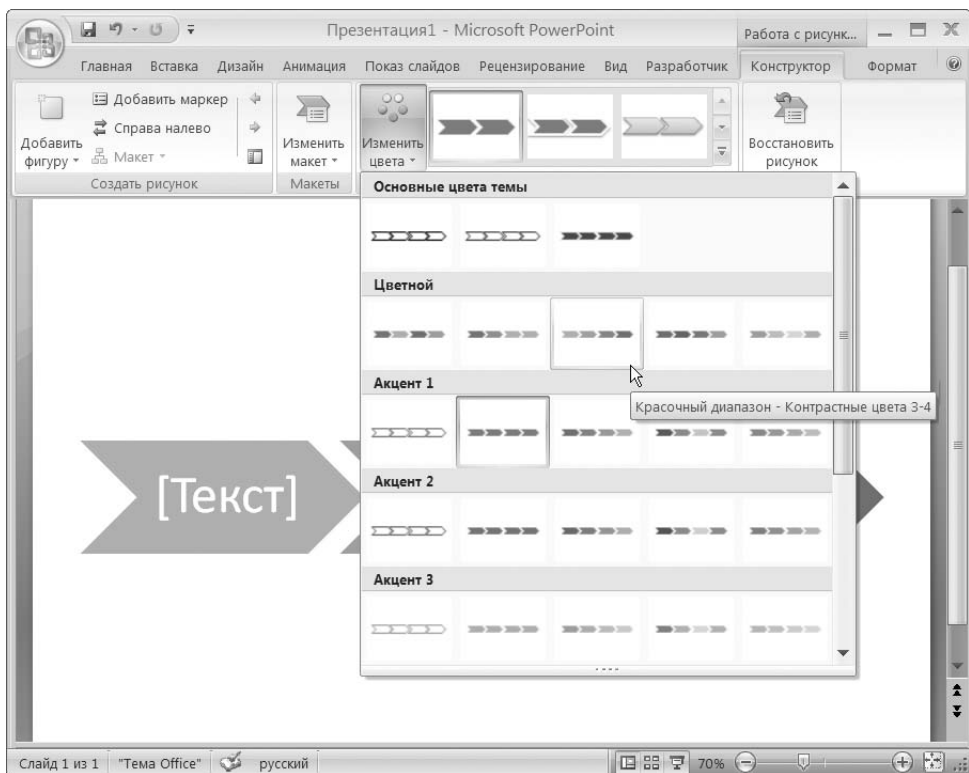 Презентация1 - Microsoft PowerPoint
Работа с рисунк...
Главная Вставка Дизайн Анимация Показ слайдов Рецензирование Вид Разработчик Конструктор Формат
Добавить фигуру
Добавить маркер
Справа налево
Макет
Создать рисунок
Изменить макет
Макеты
Изменить цвета
Восстановить рисунок
Основные цвета темы
Цветной
Акцент 1
Красочный диапазон - Контрастные цвета 3-4
[Текст]
Акцент 2
Акцент 3
Слайд 1 из 1 "Тема Office" русский 70%